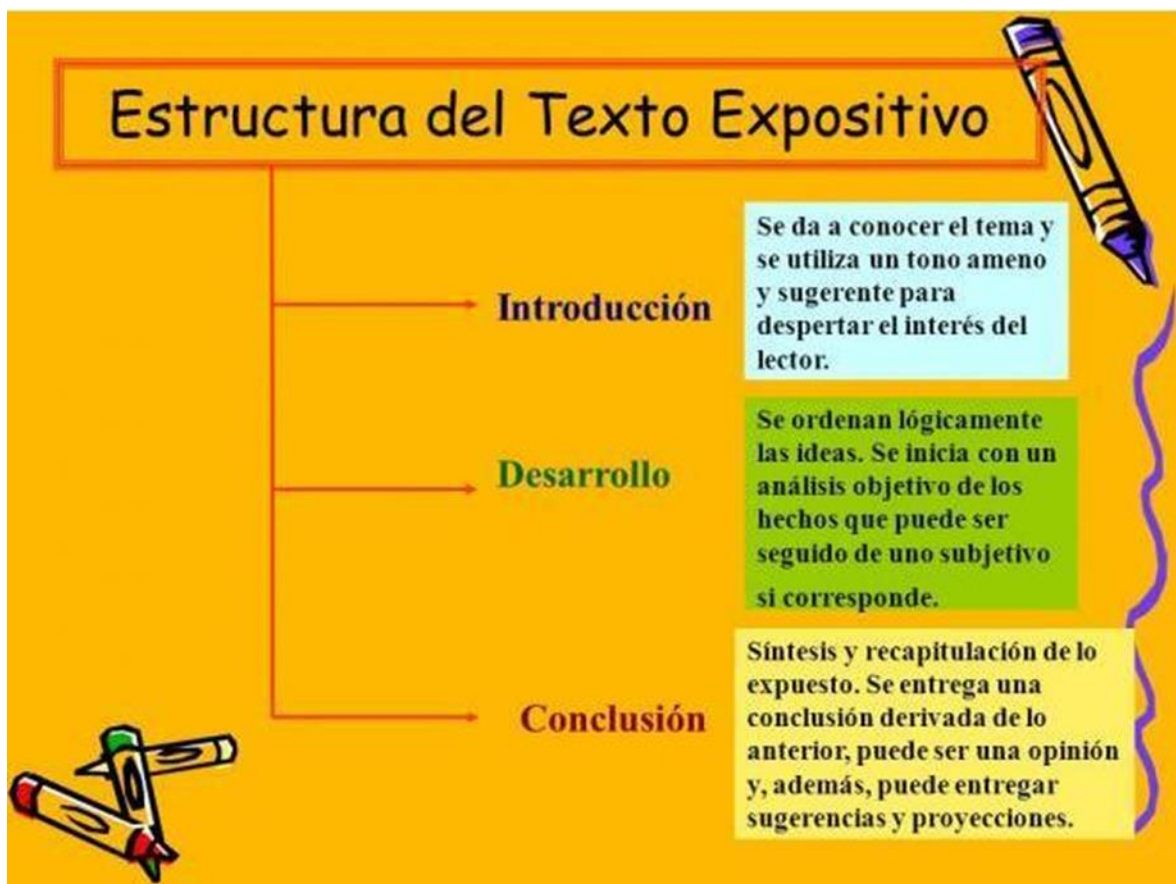 Estructura del Texto Expositivo
Introducción
Se da a conocer el tema y
se utiliza un tono ameno
y sugerente para
despertar el interés del
lector.
Desarrollo
Se ordenan lógicamente
las ideas. Se inicia con un
análisis objetivo de los
hechos que puede ser
seguido de uno subjetivo
si corresponde.
Conclusión
Síntesis y recapitulación de lo
expuesto. Se entrega una
conclusión derivada de lo
anterior, puede ser una opinión
y, además, puede entregar
sugerencias y proyecciones.